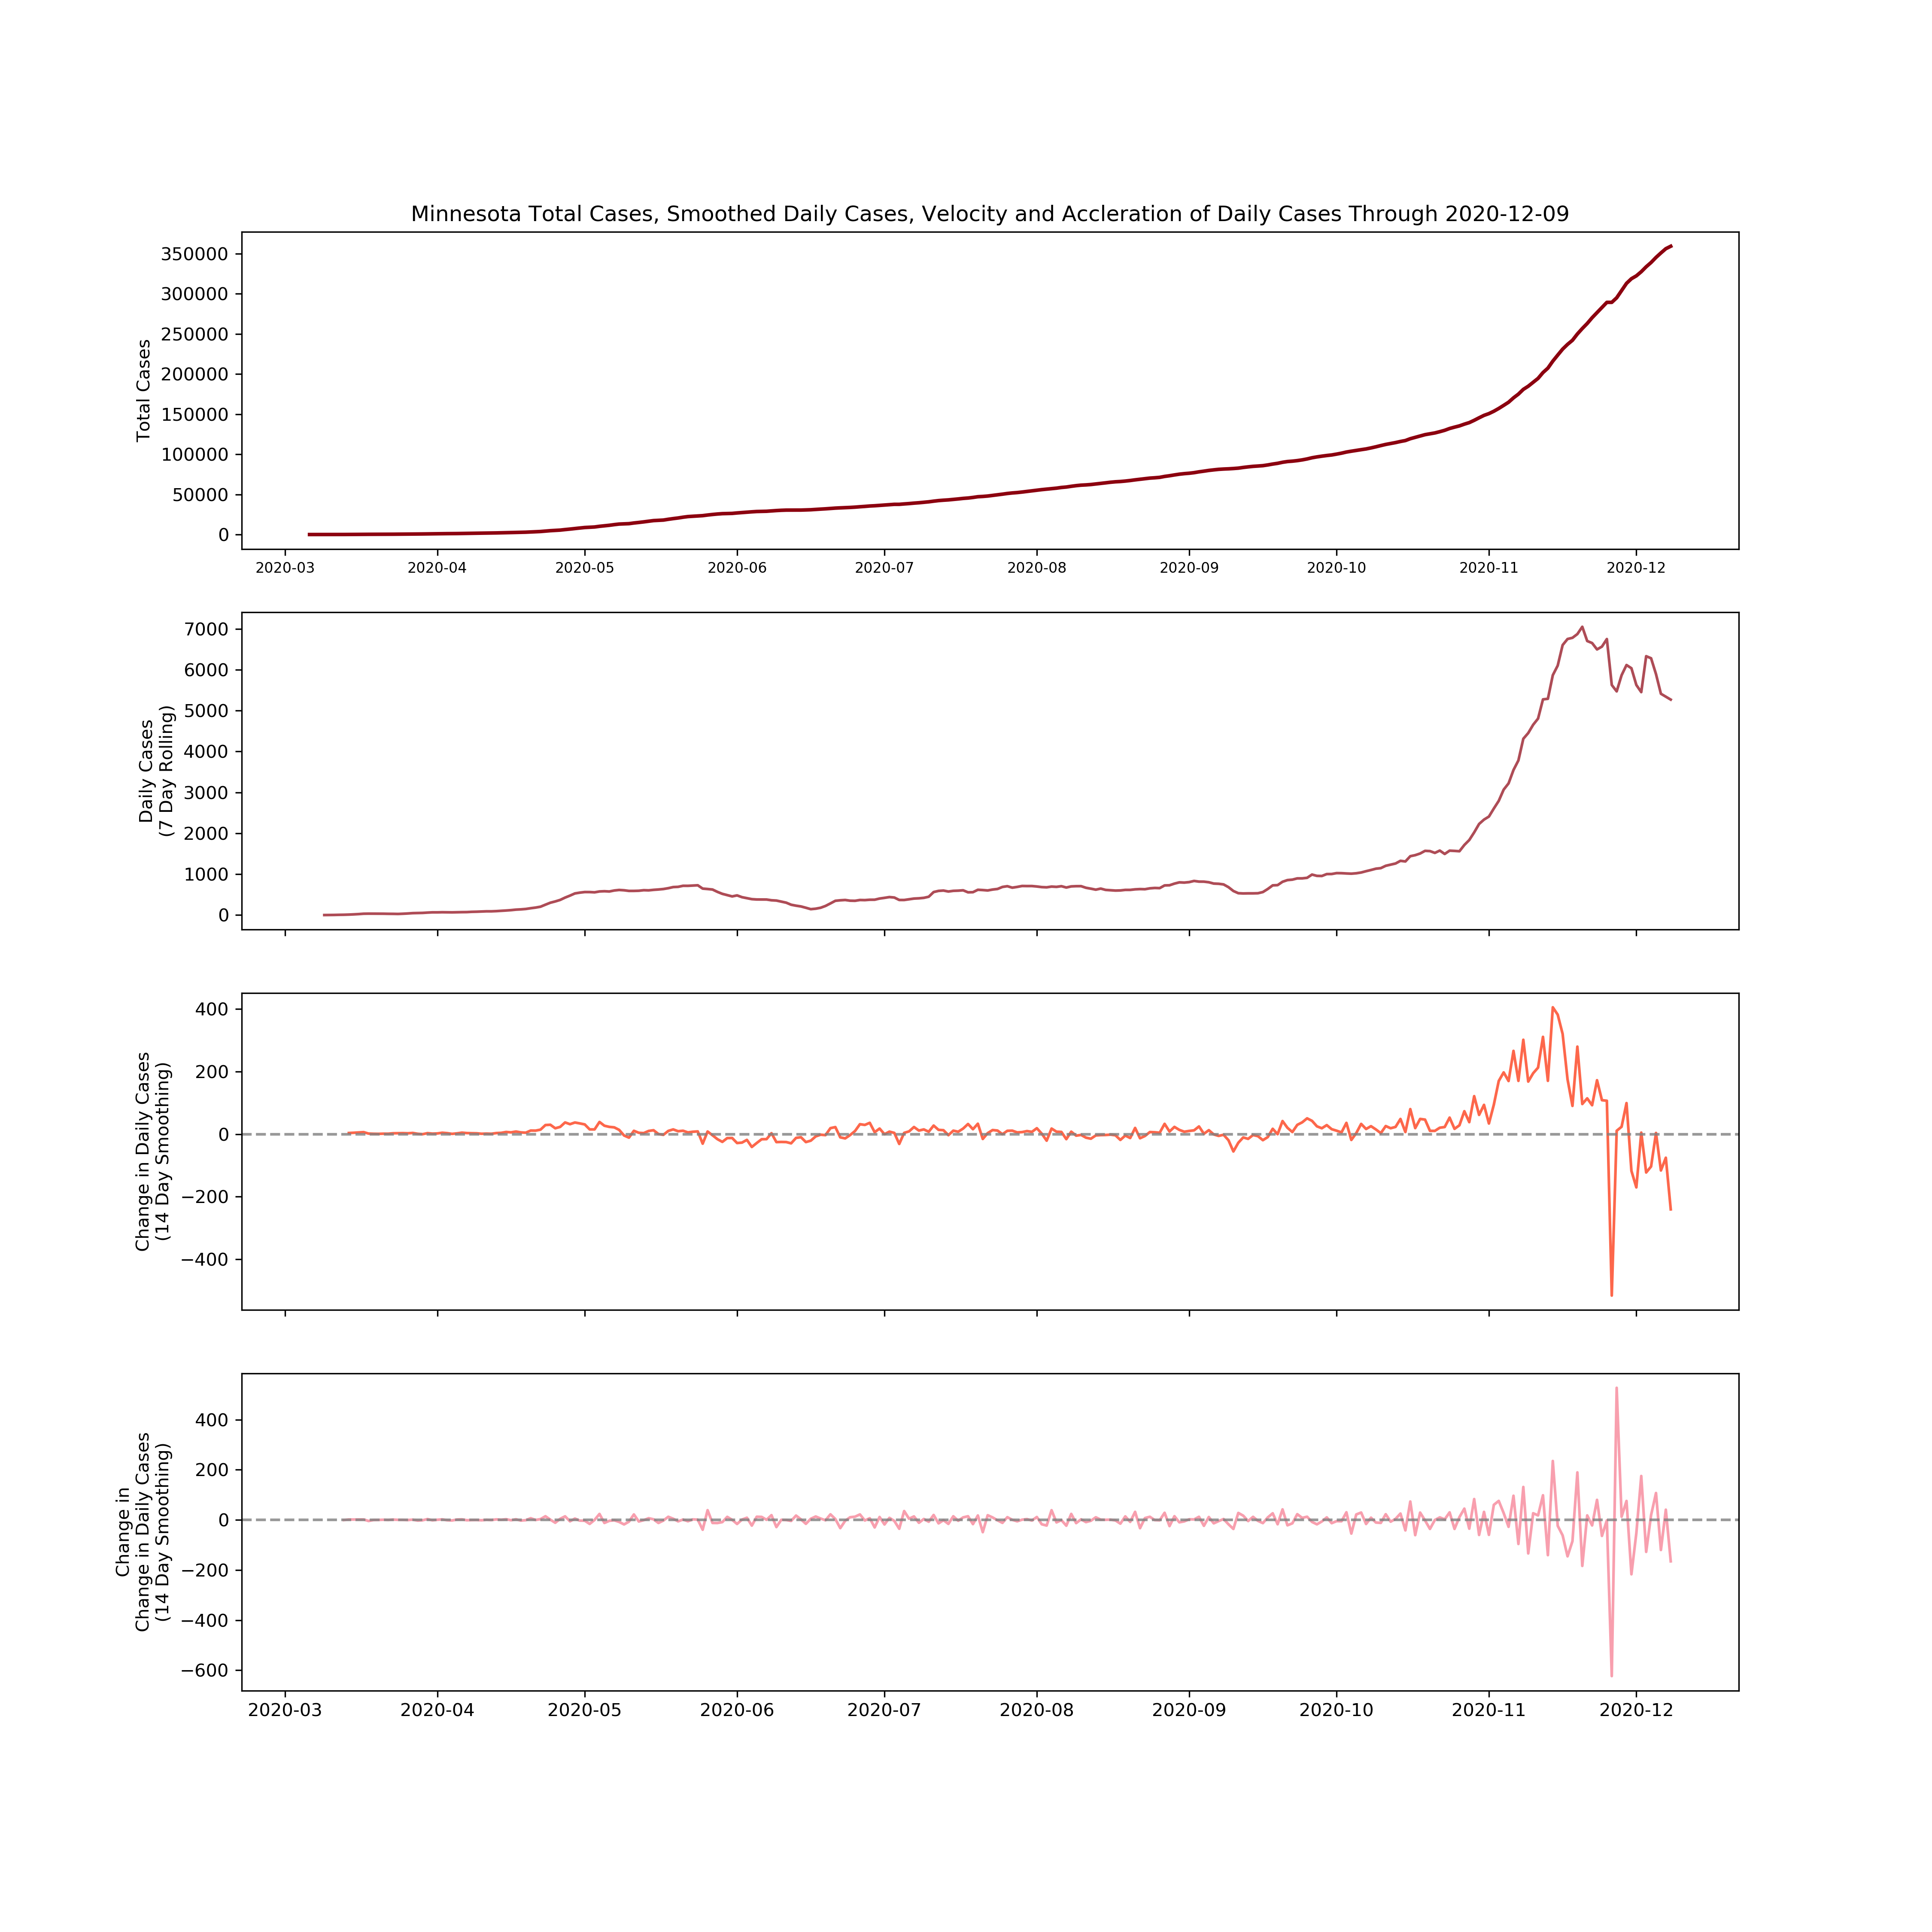 Minnesota Total Cases, Smoothed Daily Cases, Velocity and Accleration of Daily Cases Through 2020-12-09
Total Cases
350000
300000
250000
200000
150000
100000
50000
0
2020-03 2020-04 2020-05 2020-06 2020-07 2020-08 2020-09 2020-10 2020-11 2020-12
Daily Cases
(7 Day Rolling)
7000
6000
5000
4000
3000
2000
1000
0
Change in Daily Cases
(14 Day Smoothing)
400
200
0
−200
−400
Change in
Change in Daily Cases
(14 Day Smoothing)
400
200
0
−200
−400
−600
2020-03 2020-04 2020-05 2020-06 2020-07 2020-08 2020-09 2020-10 2020-11 2020-12